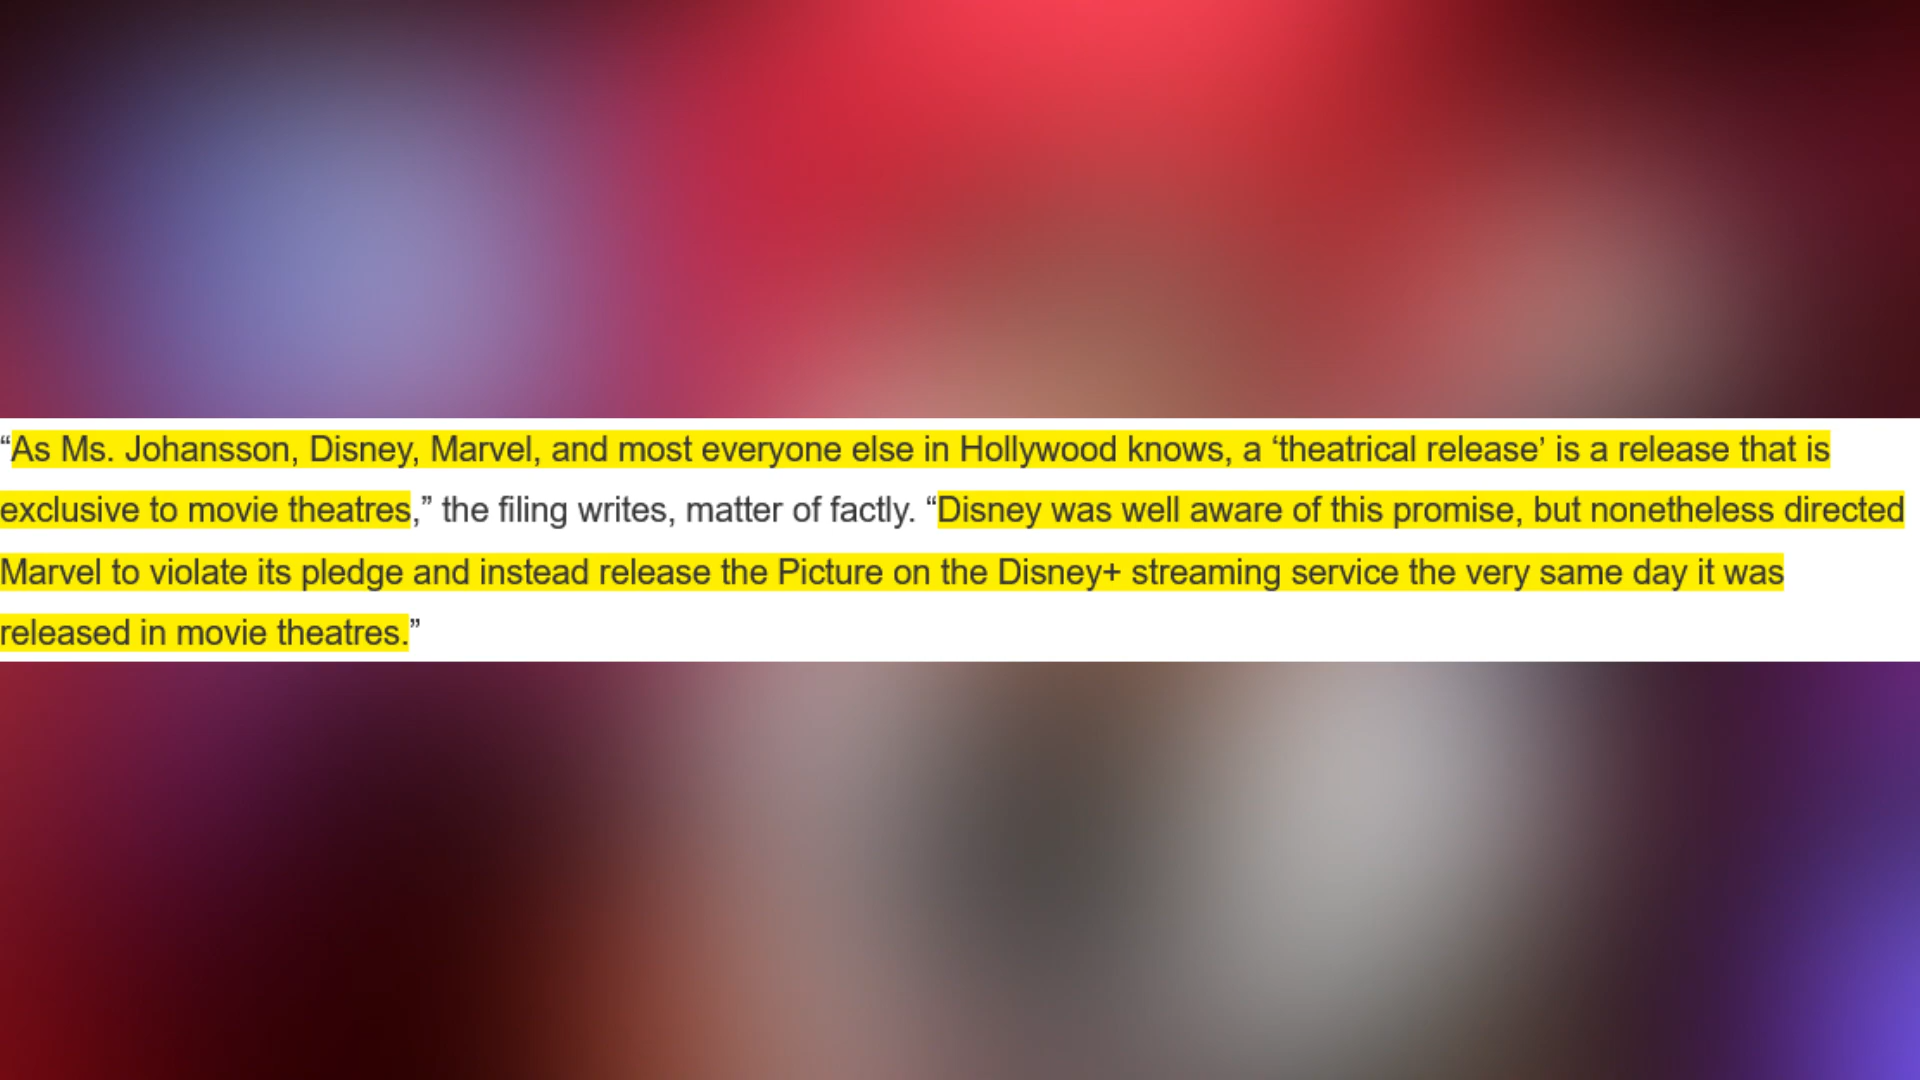 “As Ms. Johansson, Disney, Marvel, and most everyone else in Hollywood knows, a ‘theatrical release’ is a release that is
exclusive to movie theatres,” the filing writes, matter of factly. “Disney was well aware of this promise, but nonetheless directed
Marvel to violate its pledge and instead release the Picture on the Disney+ streaming service the very same day it was
released in movie theatres.”